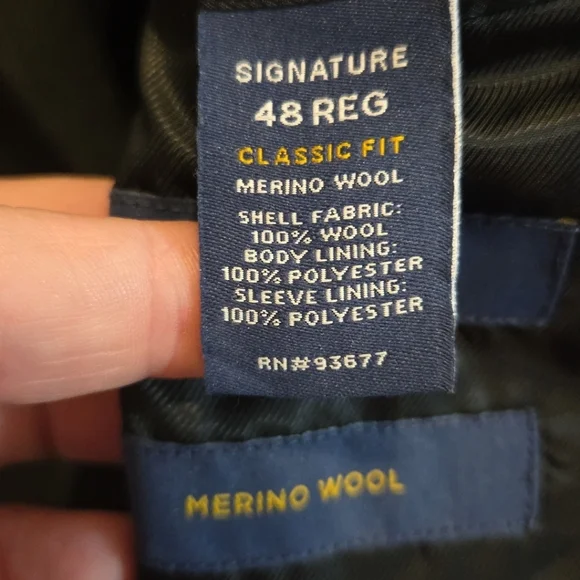 SIGNATURE
48 REG
CLASSIC FIT
MERINO WOOL
SHELL FABRIC:
100% WOOL
BODY LINING:
100% POLYESTER
SLEEVE LINING:
100% POLYESTER
RN#93677
MERINO WOOL